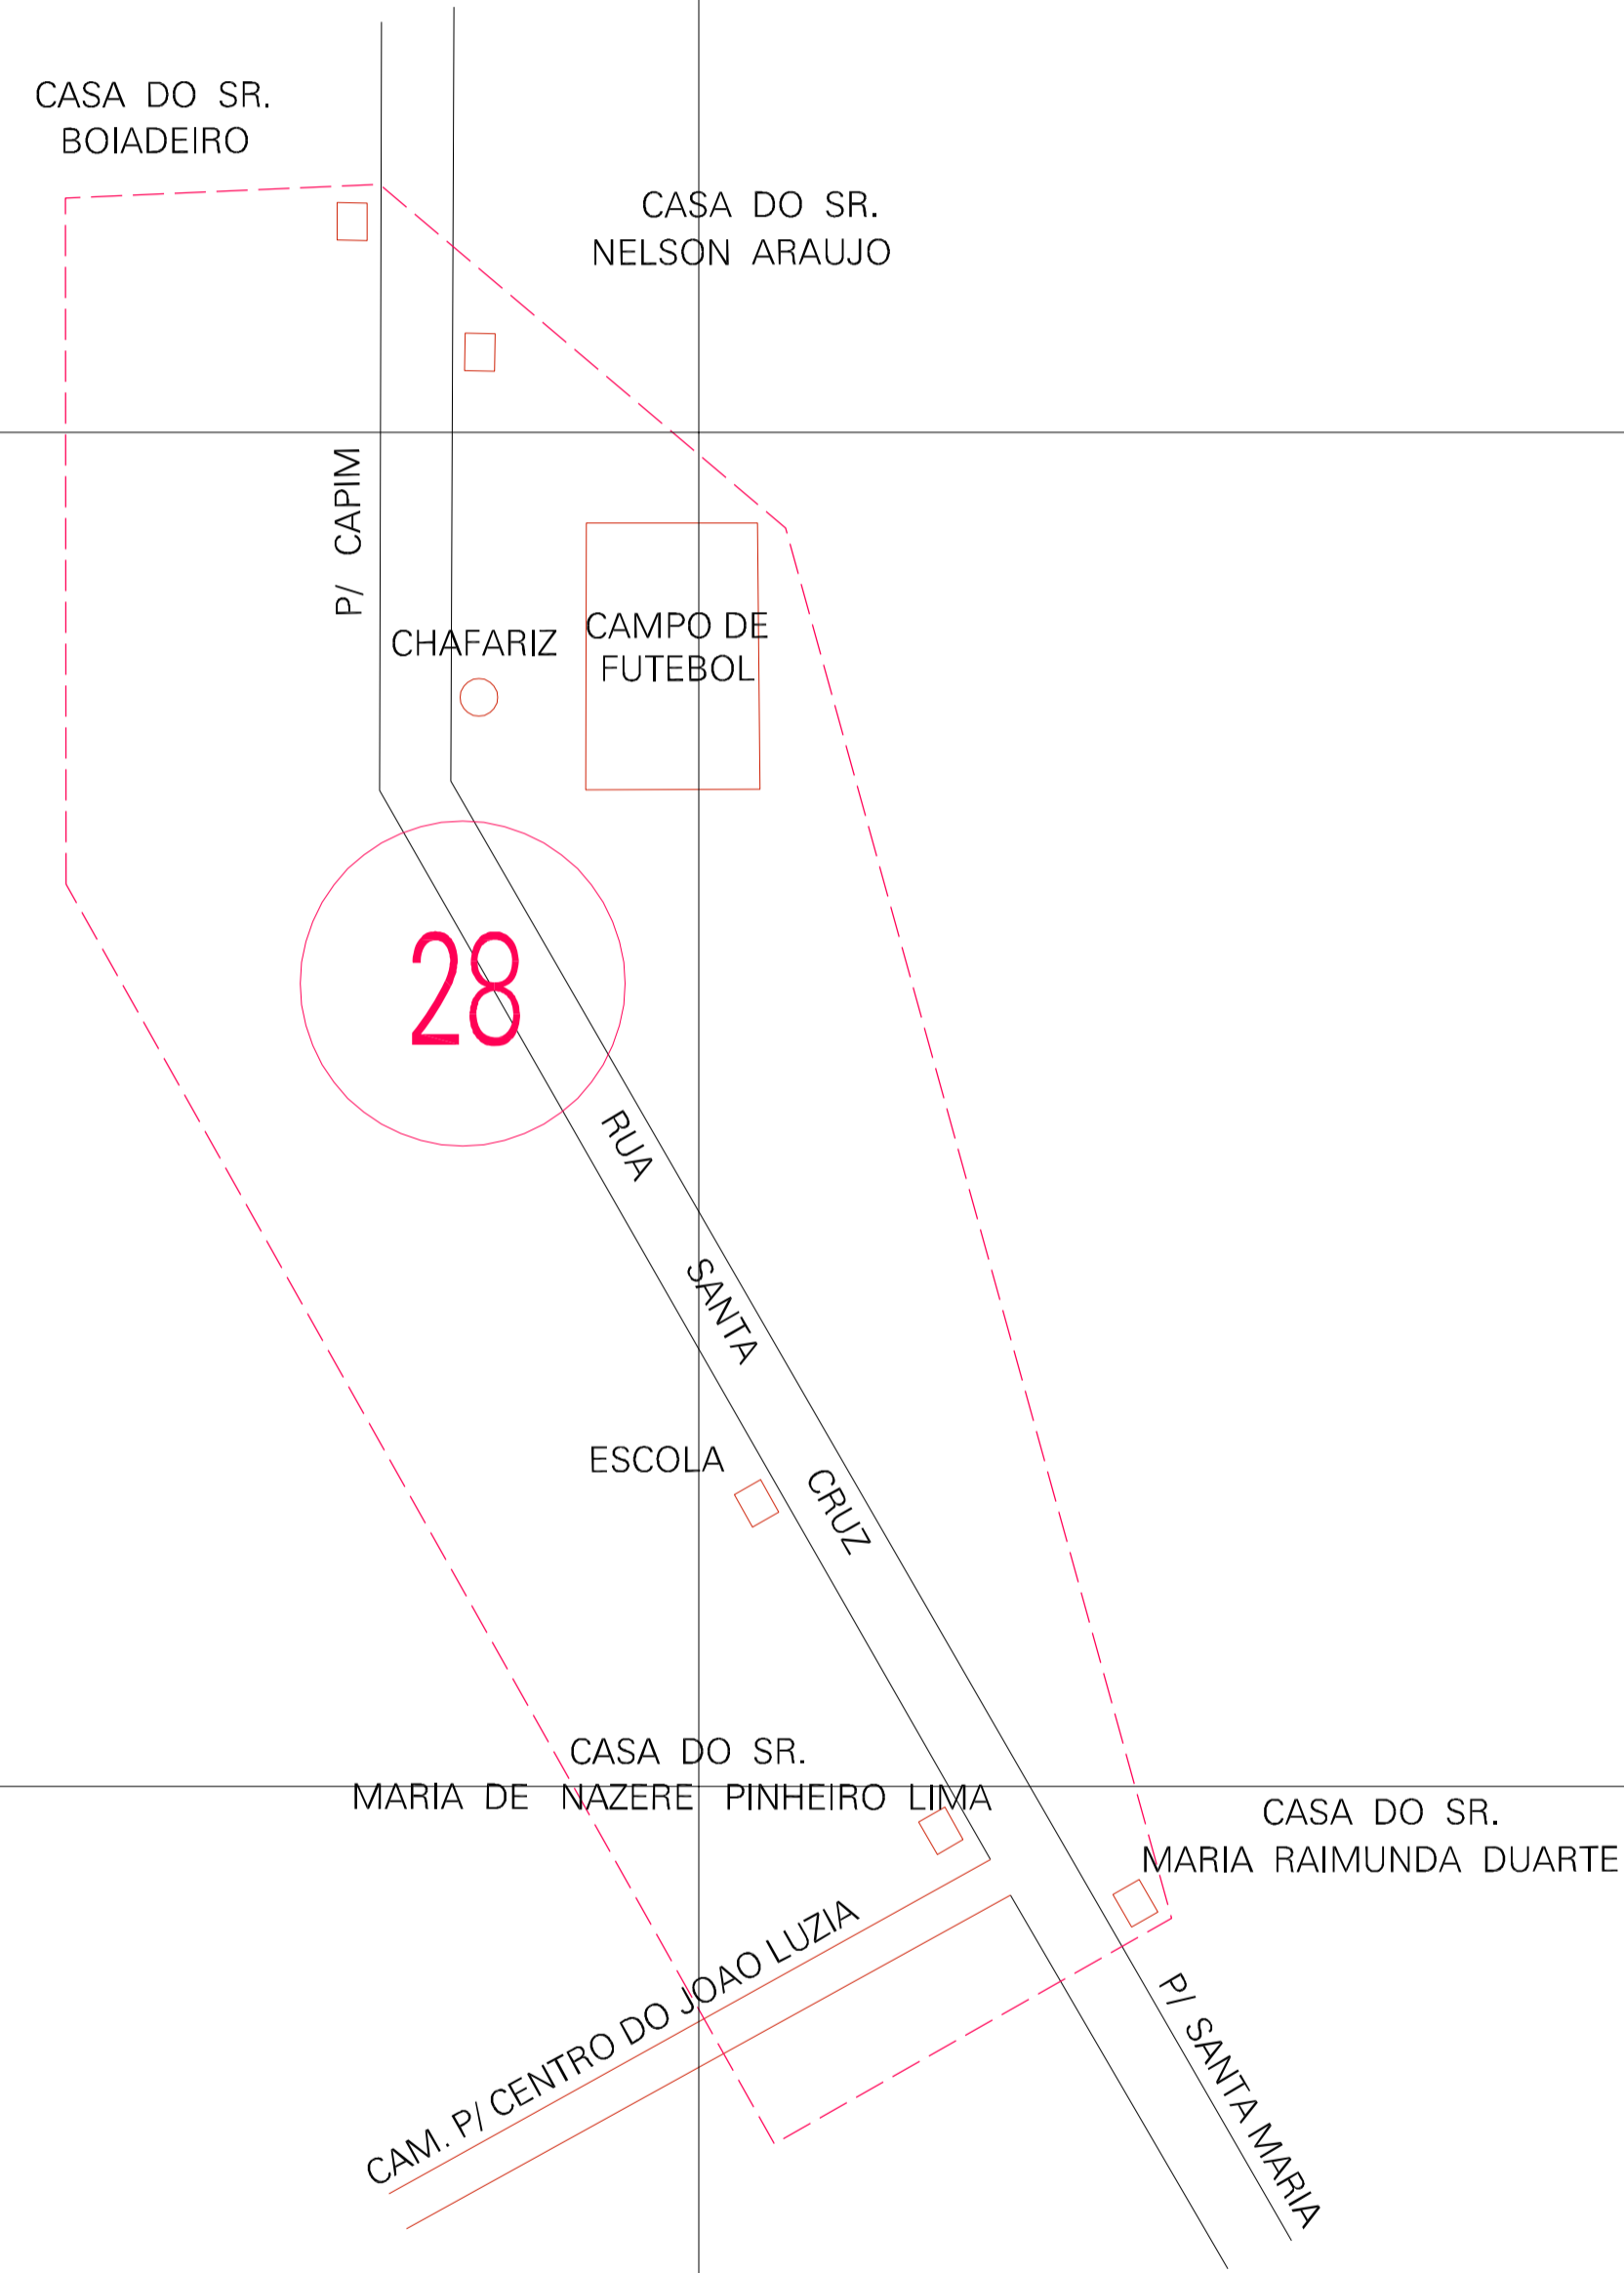 CASA DO SR.
BOIADEIRO
CASA DO SR.
NELSON ARAUJO
P/ CAPIM
CHAFARIZ
CAMPO DE
FUTEBOL
28
RUA SANTA CRUZ
ESCOLA
CASA DO SR.
MARIA DE NAZERE PINHEIRO LIMA
CASA DO SR.
MARIA RAIMUNDA DUARTE
CAM. P/ CENTRO DO JOAO LUZIA
P/ SANTA MARIA